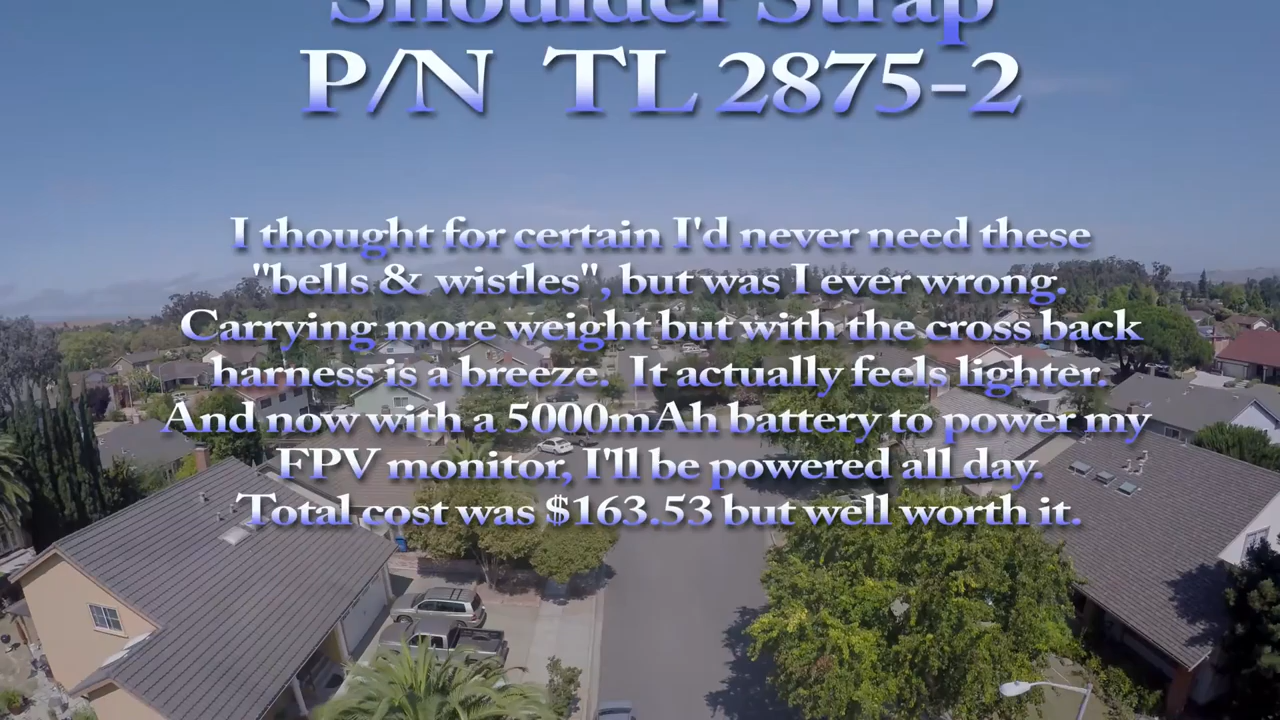 Shoulder Strap
P/N TL 2875-2
I thought for certain I'd never need these
"bells & wistles", but was I ever wrong.
Carrying more weight but with the cross back
harness is a breeze. It actually feels lighter.
And now with a 5000mAh battery to power my
FPV monitor, I'll be powered all day.
Total cost was $163.53 but well worth it.